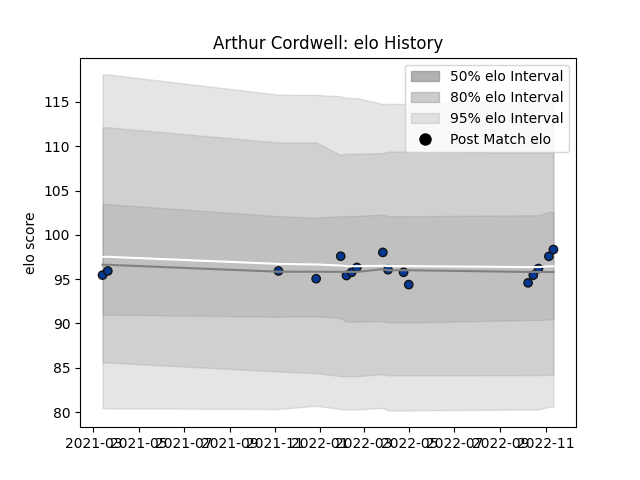 Arthur Cordwell: elo History
50% elo Interval
80% elo Interval
95% elo Interval
Post Match elo
elo score
115
110
105
100
95
90
85
80
2021-03 2021-05 2021-07 2021-09 2021-11 2022-01 2022-03 2022-05 2022-07 2022-09 2022-11